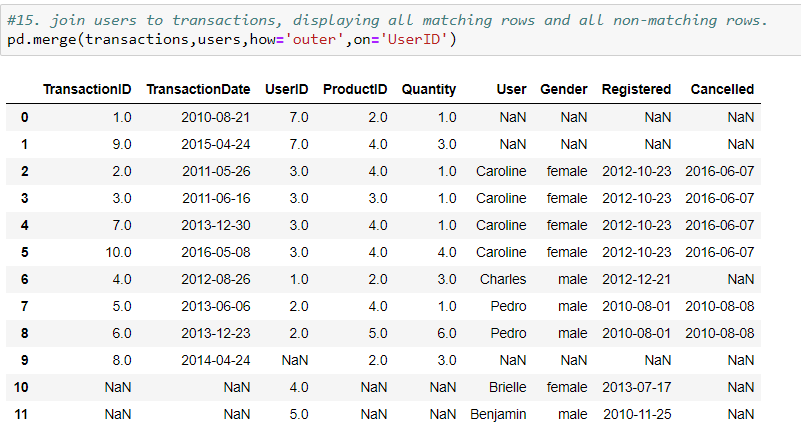 #15. join users to transactions, displaying all matching rows and all non-matching rows.
pd.merge(transactions,users,how='outer',on='UserID')
TransactionID TransactionDate UserID ProductID Quantity User Gender Registered Cancelled
0 1.0 2010-08-21 7.0 2.0 1.0 NaN NaN NaN NaN
1 9.0 2015-04-24 7.0 4.0 3.0 NaN NaN NaN NaN
2 2.0 2011-05-26 3.0 4.0 1.0 Caroline female 2012-10-23 2016-06-07
3 3.0 2011-06-16 3.0 3.0 1.0 Caroline female 2012-10-23 2016-06-07
4 7.0 2013-12-30 3.0 4.0 1.0 Caroline female 2012-10-23 2016-06-07
5 10.0 2016-05-08 3.0 4.0 4.0 Caroline female 2012-10-23 2016-06-07
6 4.0 2012-08-26 1.0 2.0 3.0 Charles male 2012-12-21 NaN
7 5.0 2013-06-06 2.0 4.0 1.0 Pedro male 2010-08-01 2010-08-08
8 6.0 2013-12-23 2.0 5.0 6.0 Pedro male 2010-08-01 2010-08-08
9 8.0 2014-04-24 NaN 2.0 3.0 NaN NaN NaN NaN
10 NaN NaN 4.0 NaN NaN Brielle female 2013-07-17 NaN
11 NaN NaN 5.0 NaN NaN Benjamin male 2010-11-25 NaN